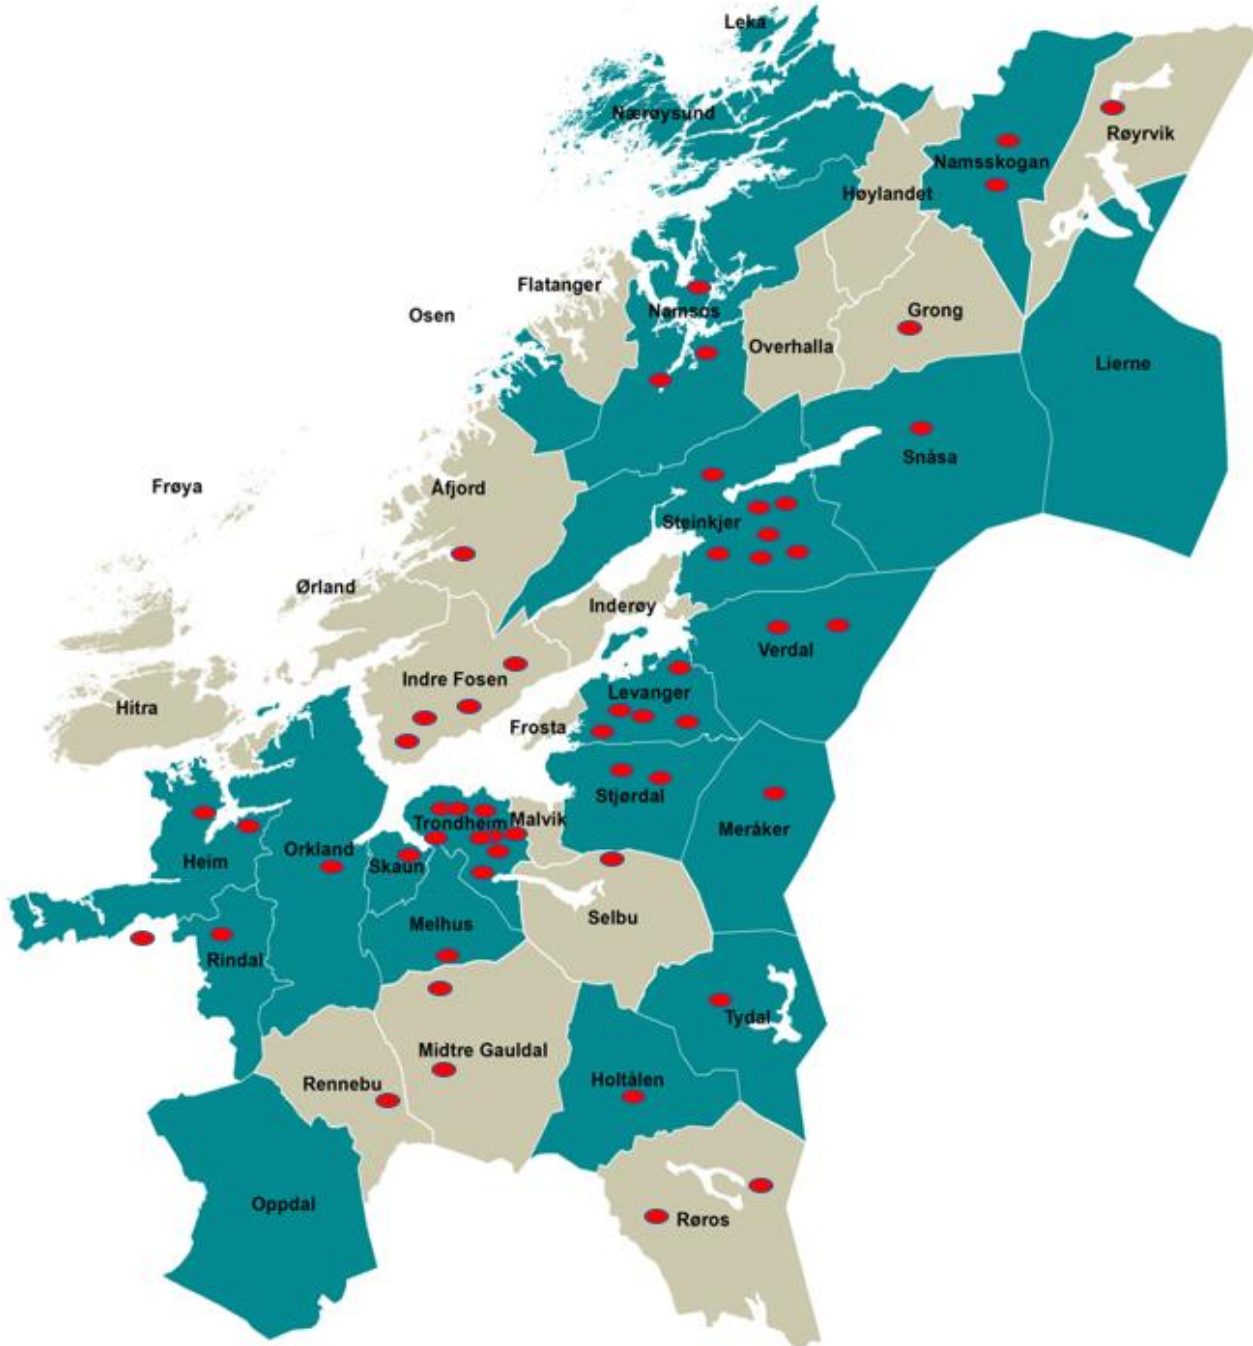 Leka
Nærøysund
Røyrvik
Namsskogan
Høylandet
Flatanger
Namsos
Grong
Osen
Overhalla
Lierne
Snåsa
Frøya
Åfjord
Steinkjer
Ørland
Inderøy
Verdal
Indre Fosen
Levanger
Hitra
Frosta
Stjørdal
Malvik
Trondheim
Meråker
Orkland
Heim
Skaun
Selbu
Melhus
Rindal
Tydal
Midtre Gauldal
Holtålen
Rennebu
Oppdal
Røros